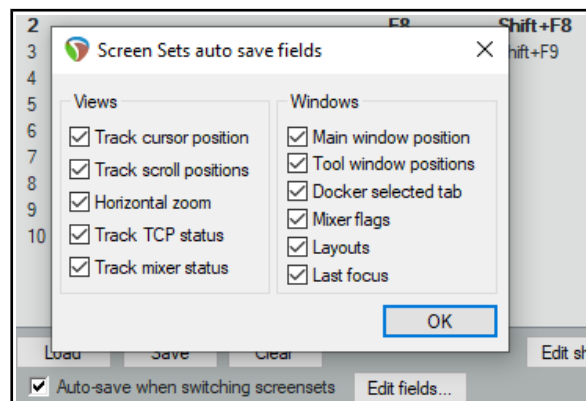 2 F8 Shift+F8
Screen Sets auto save fields
3 Shift+F9
4
5
6
7
8
9
10
Views
Track cursor position
Track scroll positions
Horizontal zoom
Track TCP status
Track mixer status
Windows
Main window position
Tool window positions
Docker selected tab
Mixer flags
Layouts
Last focus
OK
Load Save Clear Edit sh
Auto-save when switching screensets Edit fields...